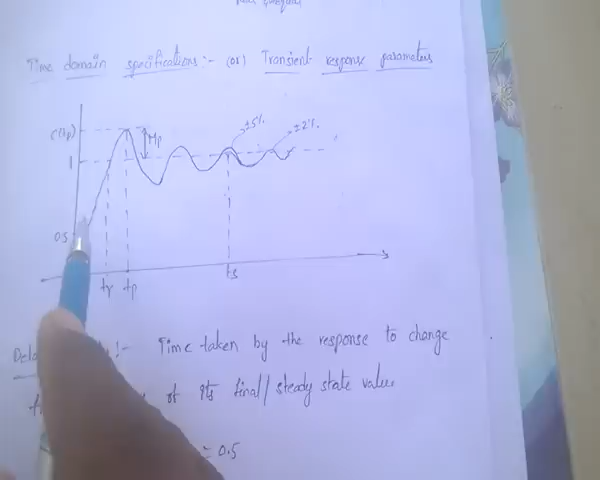 Time domain specifications :- (or) Transient response parameters
±5%
±2%
c(tp)
Mp
1
0.5
tr tp ts
:- Time taken by the response to change
of its final/steady state value
= 0.5